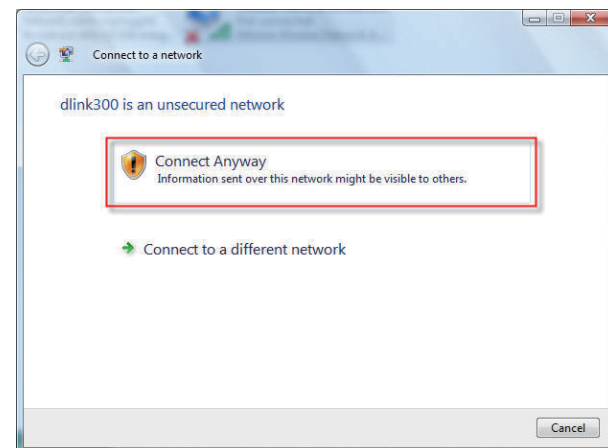 Connect to a network
dlink300 is an unsecured network
Connect Anyway
Information sent over this network might be visible to others.
Connect to a different network
Cancel